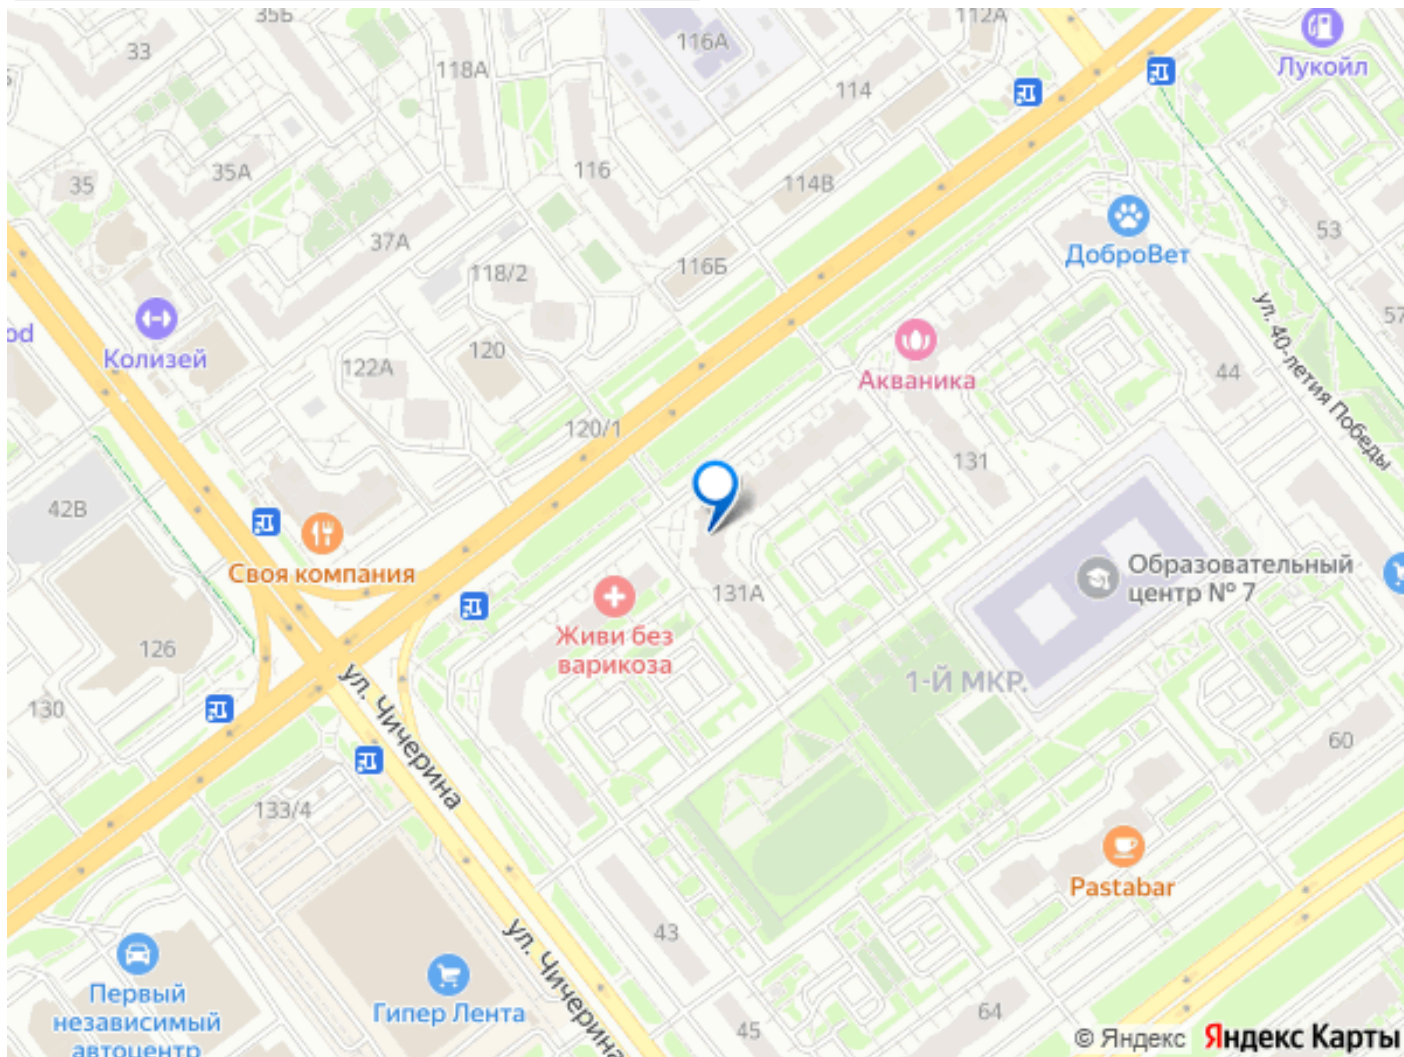 35Б
112А
33
116А
118А
Лукойл
114
35
35А
116
114В
53
37А
ДоброВет
118/2
116Б
ул. 40-летия Победы
57
od
Колизей
122А
120
Акваника
44
120/1
131
42В
Своя компания
131А
Образовательный
центр № 7
126
Живи без
варикоза
1-Й МКР.
130
ул. Чичерина
60
133/4
Pastabar
43
ул. Чичерина
Первый
независимый
автоцентр
Гипер Лента
45
64
© Яндекс Яндекс Карты